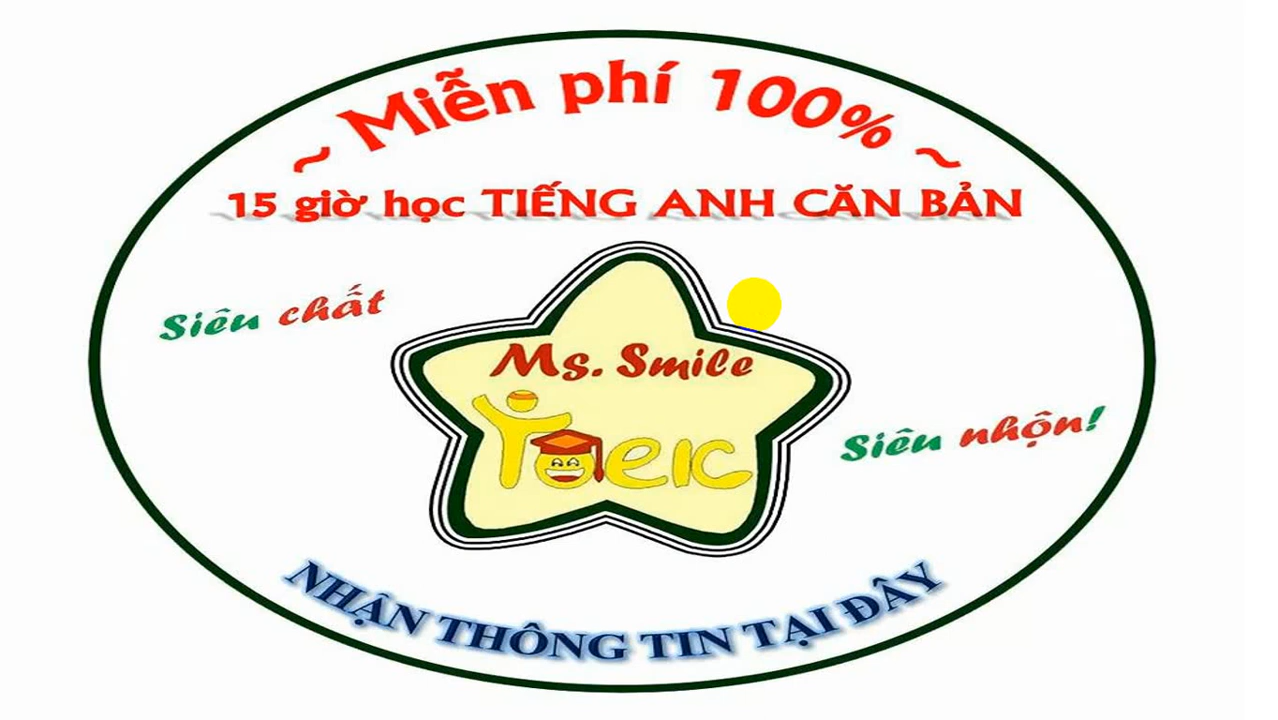 ~ Miễn phí 100% ~
15 giờ học TIẾNG ANH CĂN BẢN
Siêu chất
Ms. Smile
Toeic
Siêu nhộn!
NHẬN THÔNG TIN TẠI ĐÂY